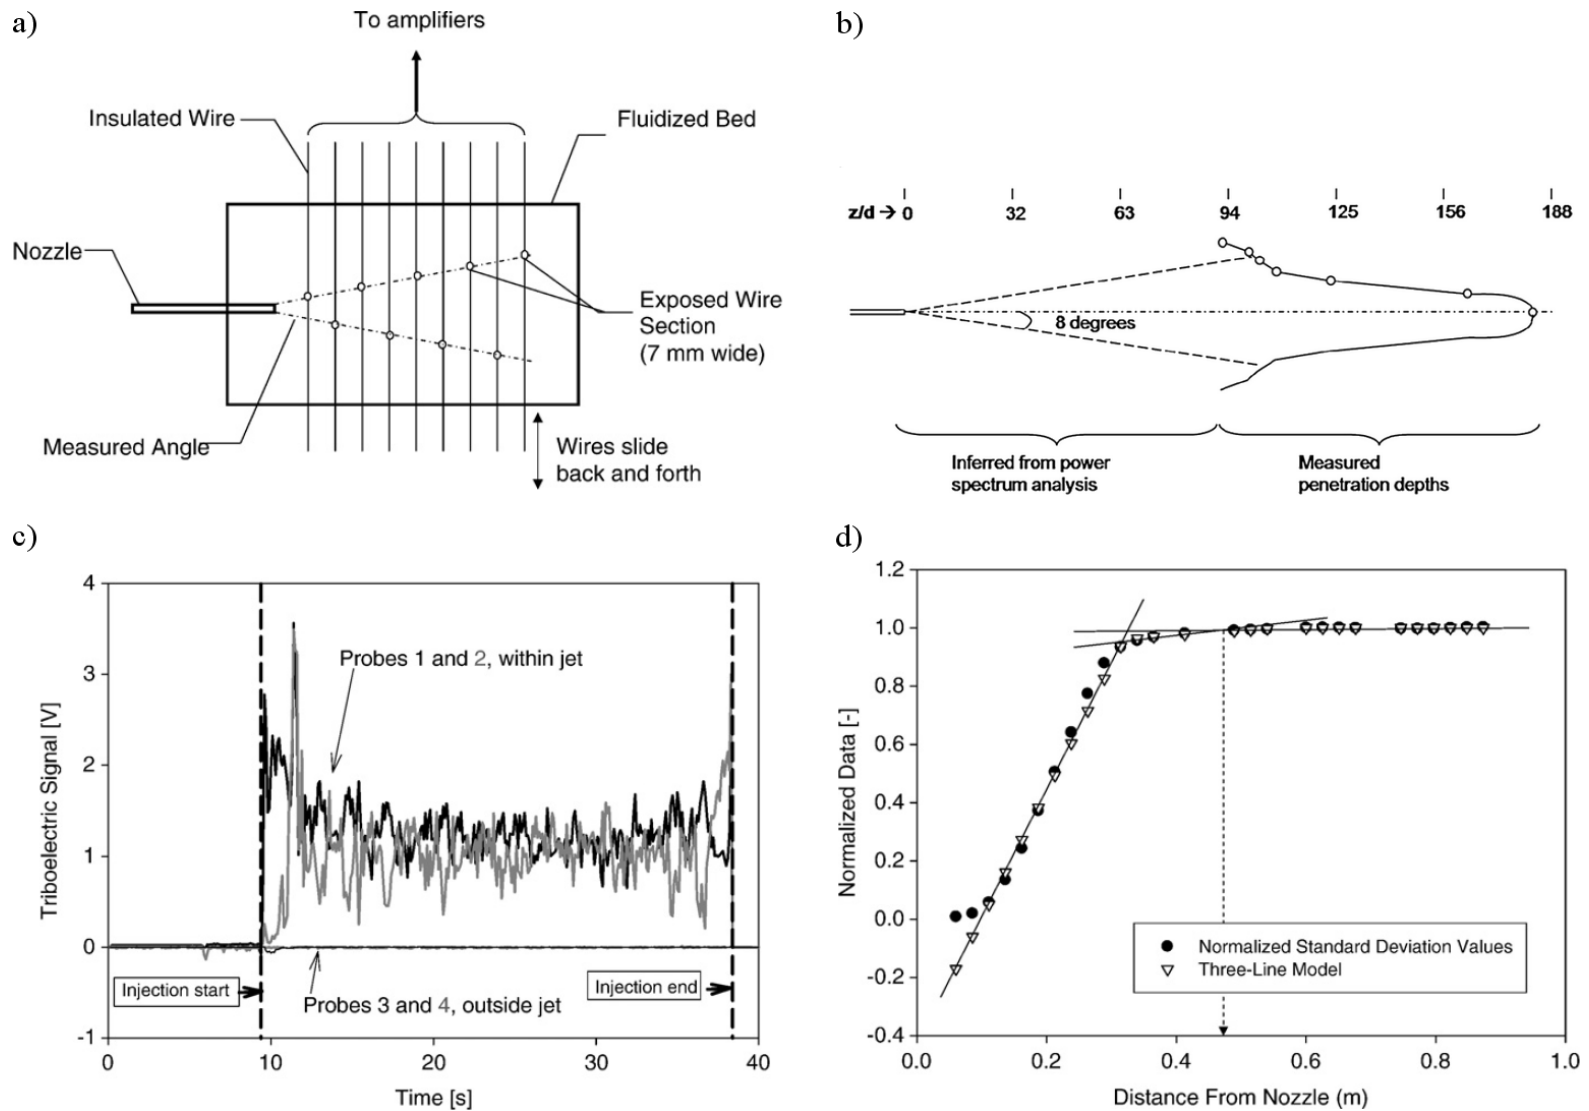 a)
To amplifiers
Insulated Wire
Fluidized Bed
Nozzle
Exposed Wire
Section
(7 mm wide)
Measured Angle
Wires slide
back and forth
b)
z/d → 0 32 63 94 125 156 188
8 degrees
Inferred from power
spectrum analysis
Measured
penetration depths
c)
4
3
2
1
0
-1
Triboelectric Signal [V]
Probes 1 and 2, within jet
Injection start
Probes 3 and 4, outside jet
Injection end
0 10 20 30 40
Time [s]
d)
1.2
1.0
0.8
0.6
0.4
0.2
0.0
-0.2
-0.4
Normalized Data [-]
Normalized Standard Deviation Values
Three-Line Model
0.0 0.2 0.4 0.6 0.8 1.0
Distance From Nozzle (m)